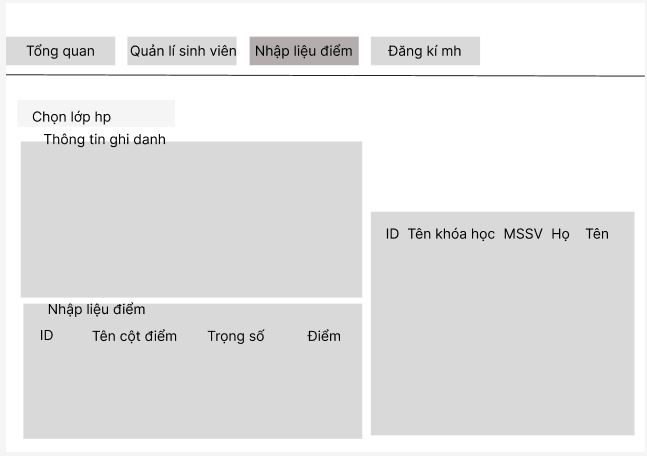 Tổng quan
Quản lí sinh viên
Nhập liệu điểm
Đăng kí mh
Chọn lớp hp
Thông tin ghi danh
ID Tên khóa học MSSV Họ Tên
Nhập liệu điểm
ID Tên cột điểm Trọng số Điểm